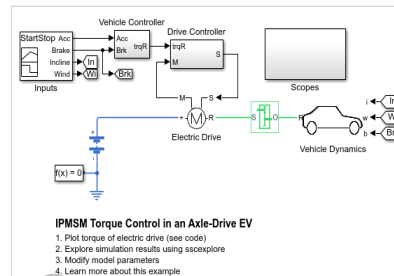 Vehicle Controller
Drive Controller
StartStop Acc
Brake
Incline
Wind
Inputs
In
Wi
Brk
Acc
Brk
trqR
trqR
S
M
Scopes
M
S
+
M
R
Electric Drive
S
O
R
i
w
b
In
Vehicle Dynamics
+
-
f(x) = 0
IPMSM Torque Control in an Axle-Drive EV
1. Plot torque of electric drive (see code)
2. Explore simulation results using sscexplore
3. Modify model parameters
4. Learn more about this example